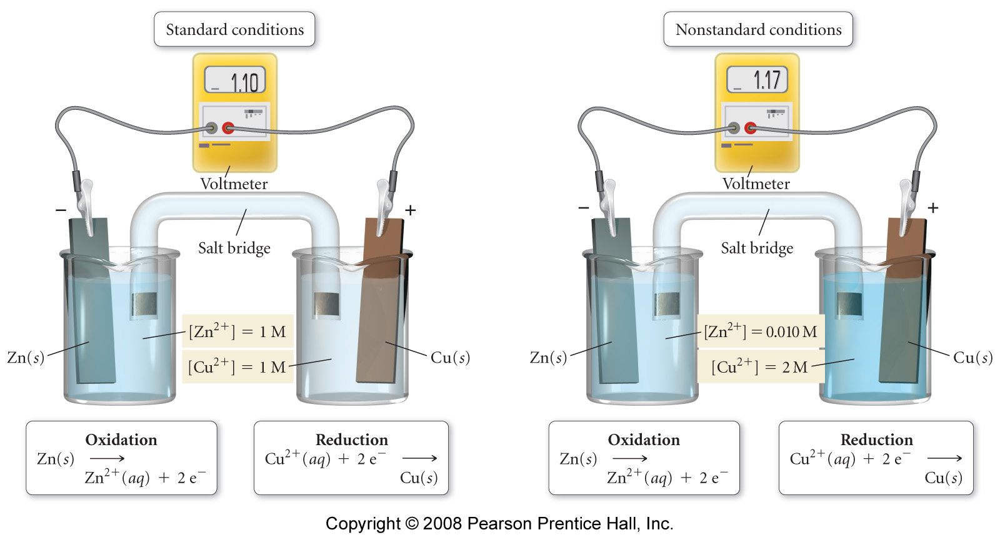 Standard conditions
1.10
Voltmeter
− +
Salt bridge
[Zn²⁺] = 1 M
[Cu²⁺] = 1 M
Zn(s)
Cu(s)
Oxidation
Zn(s) ⟶
Zn²⁺(aq) + 2 e⁻
Reduction
Cu²⁺(aq) + 2 e⁻ ⟶
Cu(s)
Nonstandard conditions
1.17
Voltmeter
− +
Salt bridge
[Zn²⁺] = 0.010 M
[Cu²⁺] = 2 M
Zn(s)
Cu(s)
Oxidation
Zn(s) ⟶
Zn²⁺(aq) + 2 e⁻
Reduction
Cu²⁺(aq) + 2 e⁻ ⟶
Cu(s)
Copyright © 2008 Pearson Prentice Hall, Inc.